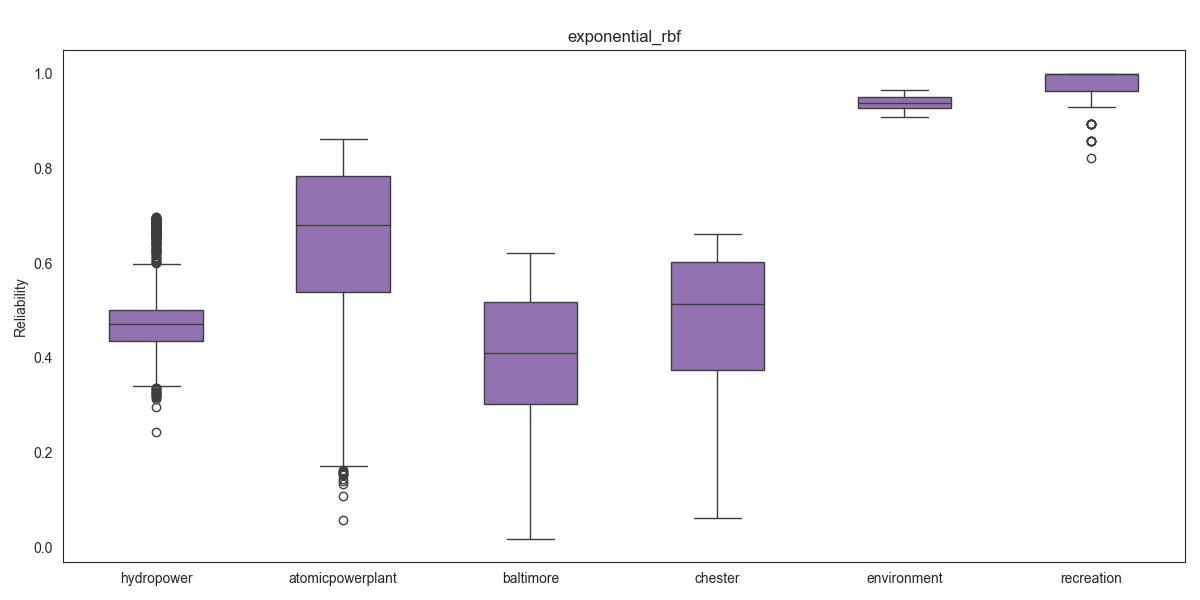 exponential_rbf
Reliability
1.0
0.8
0.6
0.4
0.2
0.0
hydropower atomicpowerplant baltimore chester environment recreation